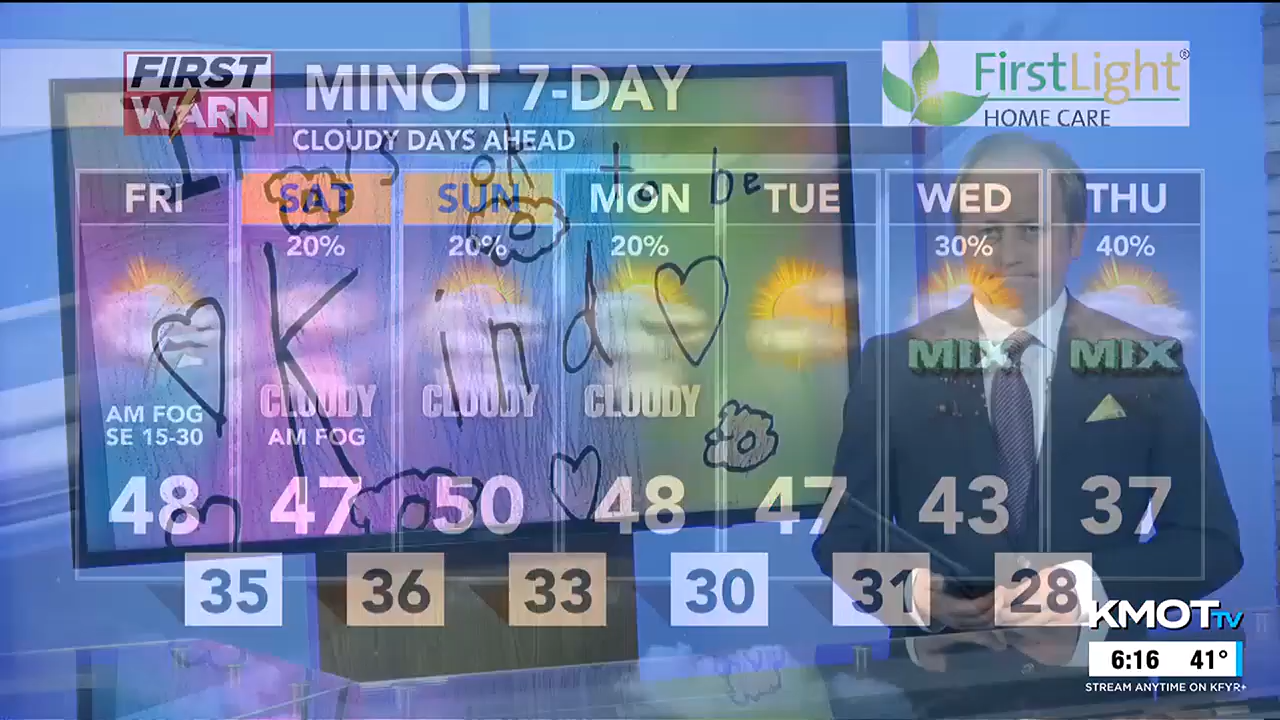 FIRST
WARN
MINOT 7-DAY
CLOUDY DAYS AHEAD
FirstLight®
HOME CARE
It ok to be
Kind
FRI SAT SUN MON TUE WED THU
20% 20% 20% 30% 40%
MIX MIX
CLOUDY CLOUDY CLOUDY
AM FOG
SE 15-30
AM FOG
48 47 50 48 47 43 37
35 36 33 30 31 28
KMOT TV
6:16 41°
STREAM ANYTIME ON KFYR+